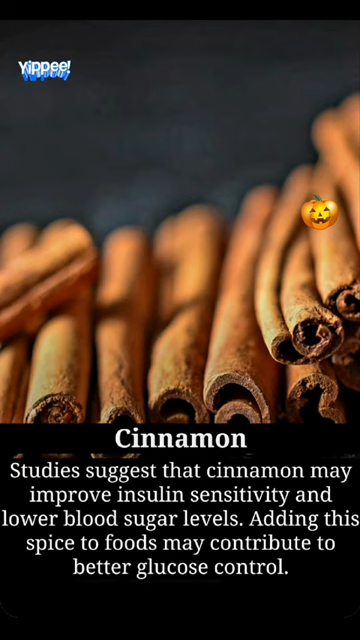 Yippee!
Cinnamon
Studies suggest that cinnamon may
improve insulin sensitivity and
lower blood sugar levels. Adding this
spice to foods may contribute to
better glucose control.